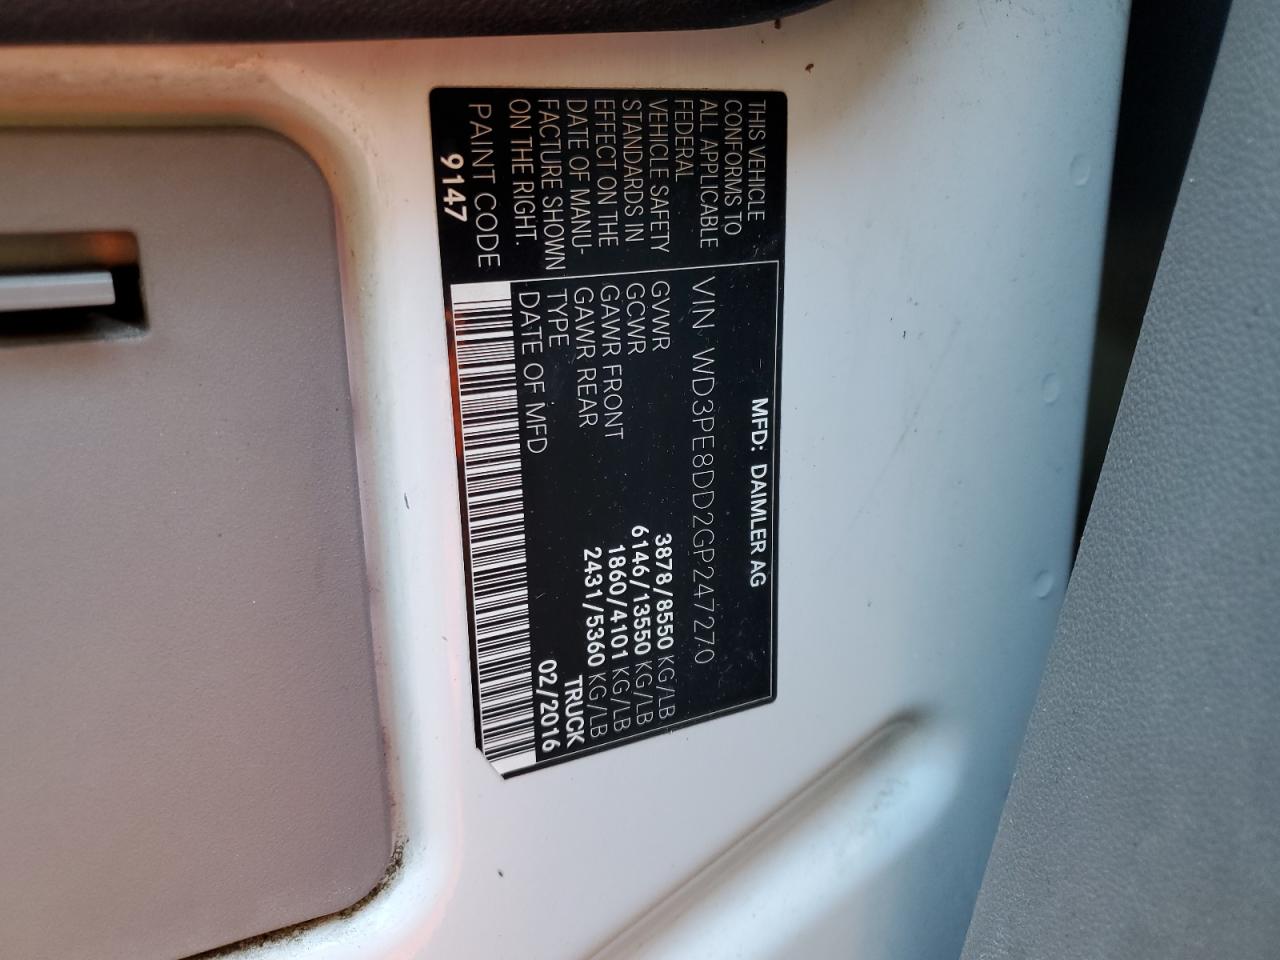 THIS VEHICLE
CONFORMS TO
ALL APPLICABLE
FEDERAL
VEHICLE SAFETY
STANDARDS IN
EFFECT ON THE
DATE OF MANU-
FACTURE SHOWN
ON THE RIGHT.
PAINT CODE
9147
MFD: DAIMLER AG
VIN WD3PE8DD2GP247270
GVWR 3878/8550 KG/LB
GCWR 6146/13550 KG/LB
GAWR FRONT 1860/4101 KG/LB
GAWR REAR 2431/5360 KG/LB
TYPE TRUCK
DATE OF MFD 02/2016